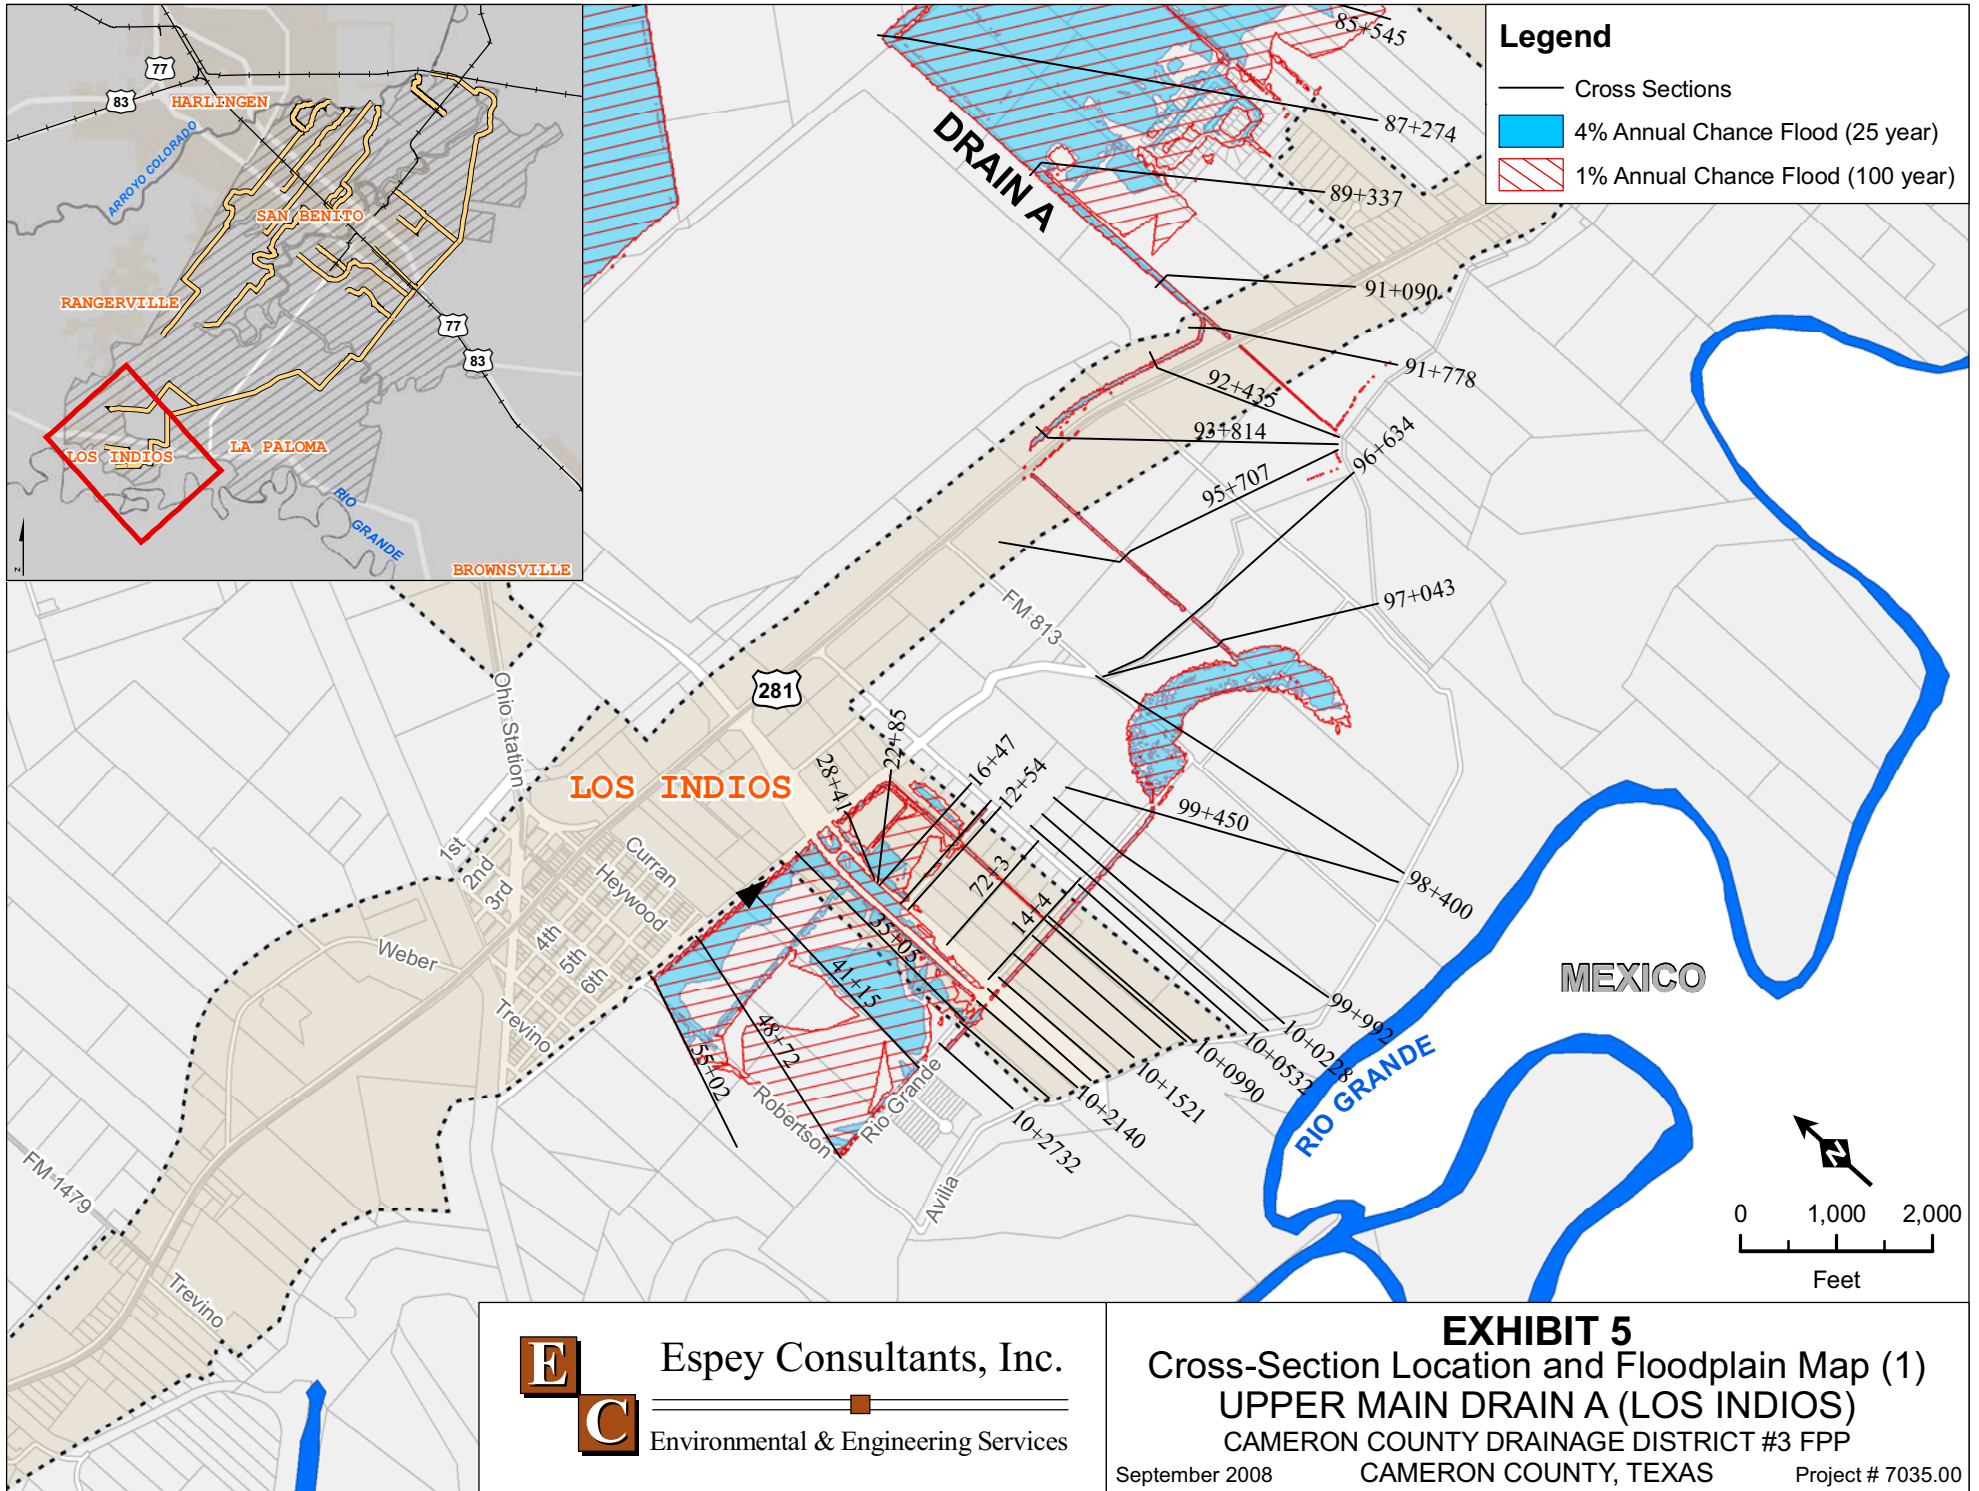 77
83
HARLINGEN
ARROYO COLORADO
SAN BENITO
RANGERVILLE
77
83
LA PALOMA
LOS INDIOS
RIO GRANDE
BROWNSVILLE
N
Legend
Cross Sections
4% Annual Chance Flood (25 year)
1% Annual Chance Flood (100 year)
DRAIN A
85+545
87+274
89+337
91+090
91+778
92+435
93+814
96+634
95+707
97+043
FM 813
281
Ohio Station
LOS INDIOS
28+41
22+85
16+47
12+54
99+450
98+400
72+3
14+4
1st
2nd
3rd
4th
5th
6th
Curran
Heywood
Weber
Trevino
35+05
41+15
48+72
55+02
Robertson
Rio Grande
Avilia
99+992
10+0228
10+0532
10+0990
10+1521
10+2140
10+2732
MEXICO
RIO GRANDE
FM 1479
Trevino
N
0 1,000 2,000
Feet
E
C
Espey Consultants, Inc.
Environmental & Engineering Services
EXHIBIT 5
Cross-Section Location and Floodplain Map (1)
UPPER MAIN DRAIN A (LOS INDIOS)
CAMERON COUNTY DRAINAGE DISTRICT #3 FPP
September 2008 CAMERON COUNTY, TEXAS Project # 7035.00